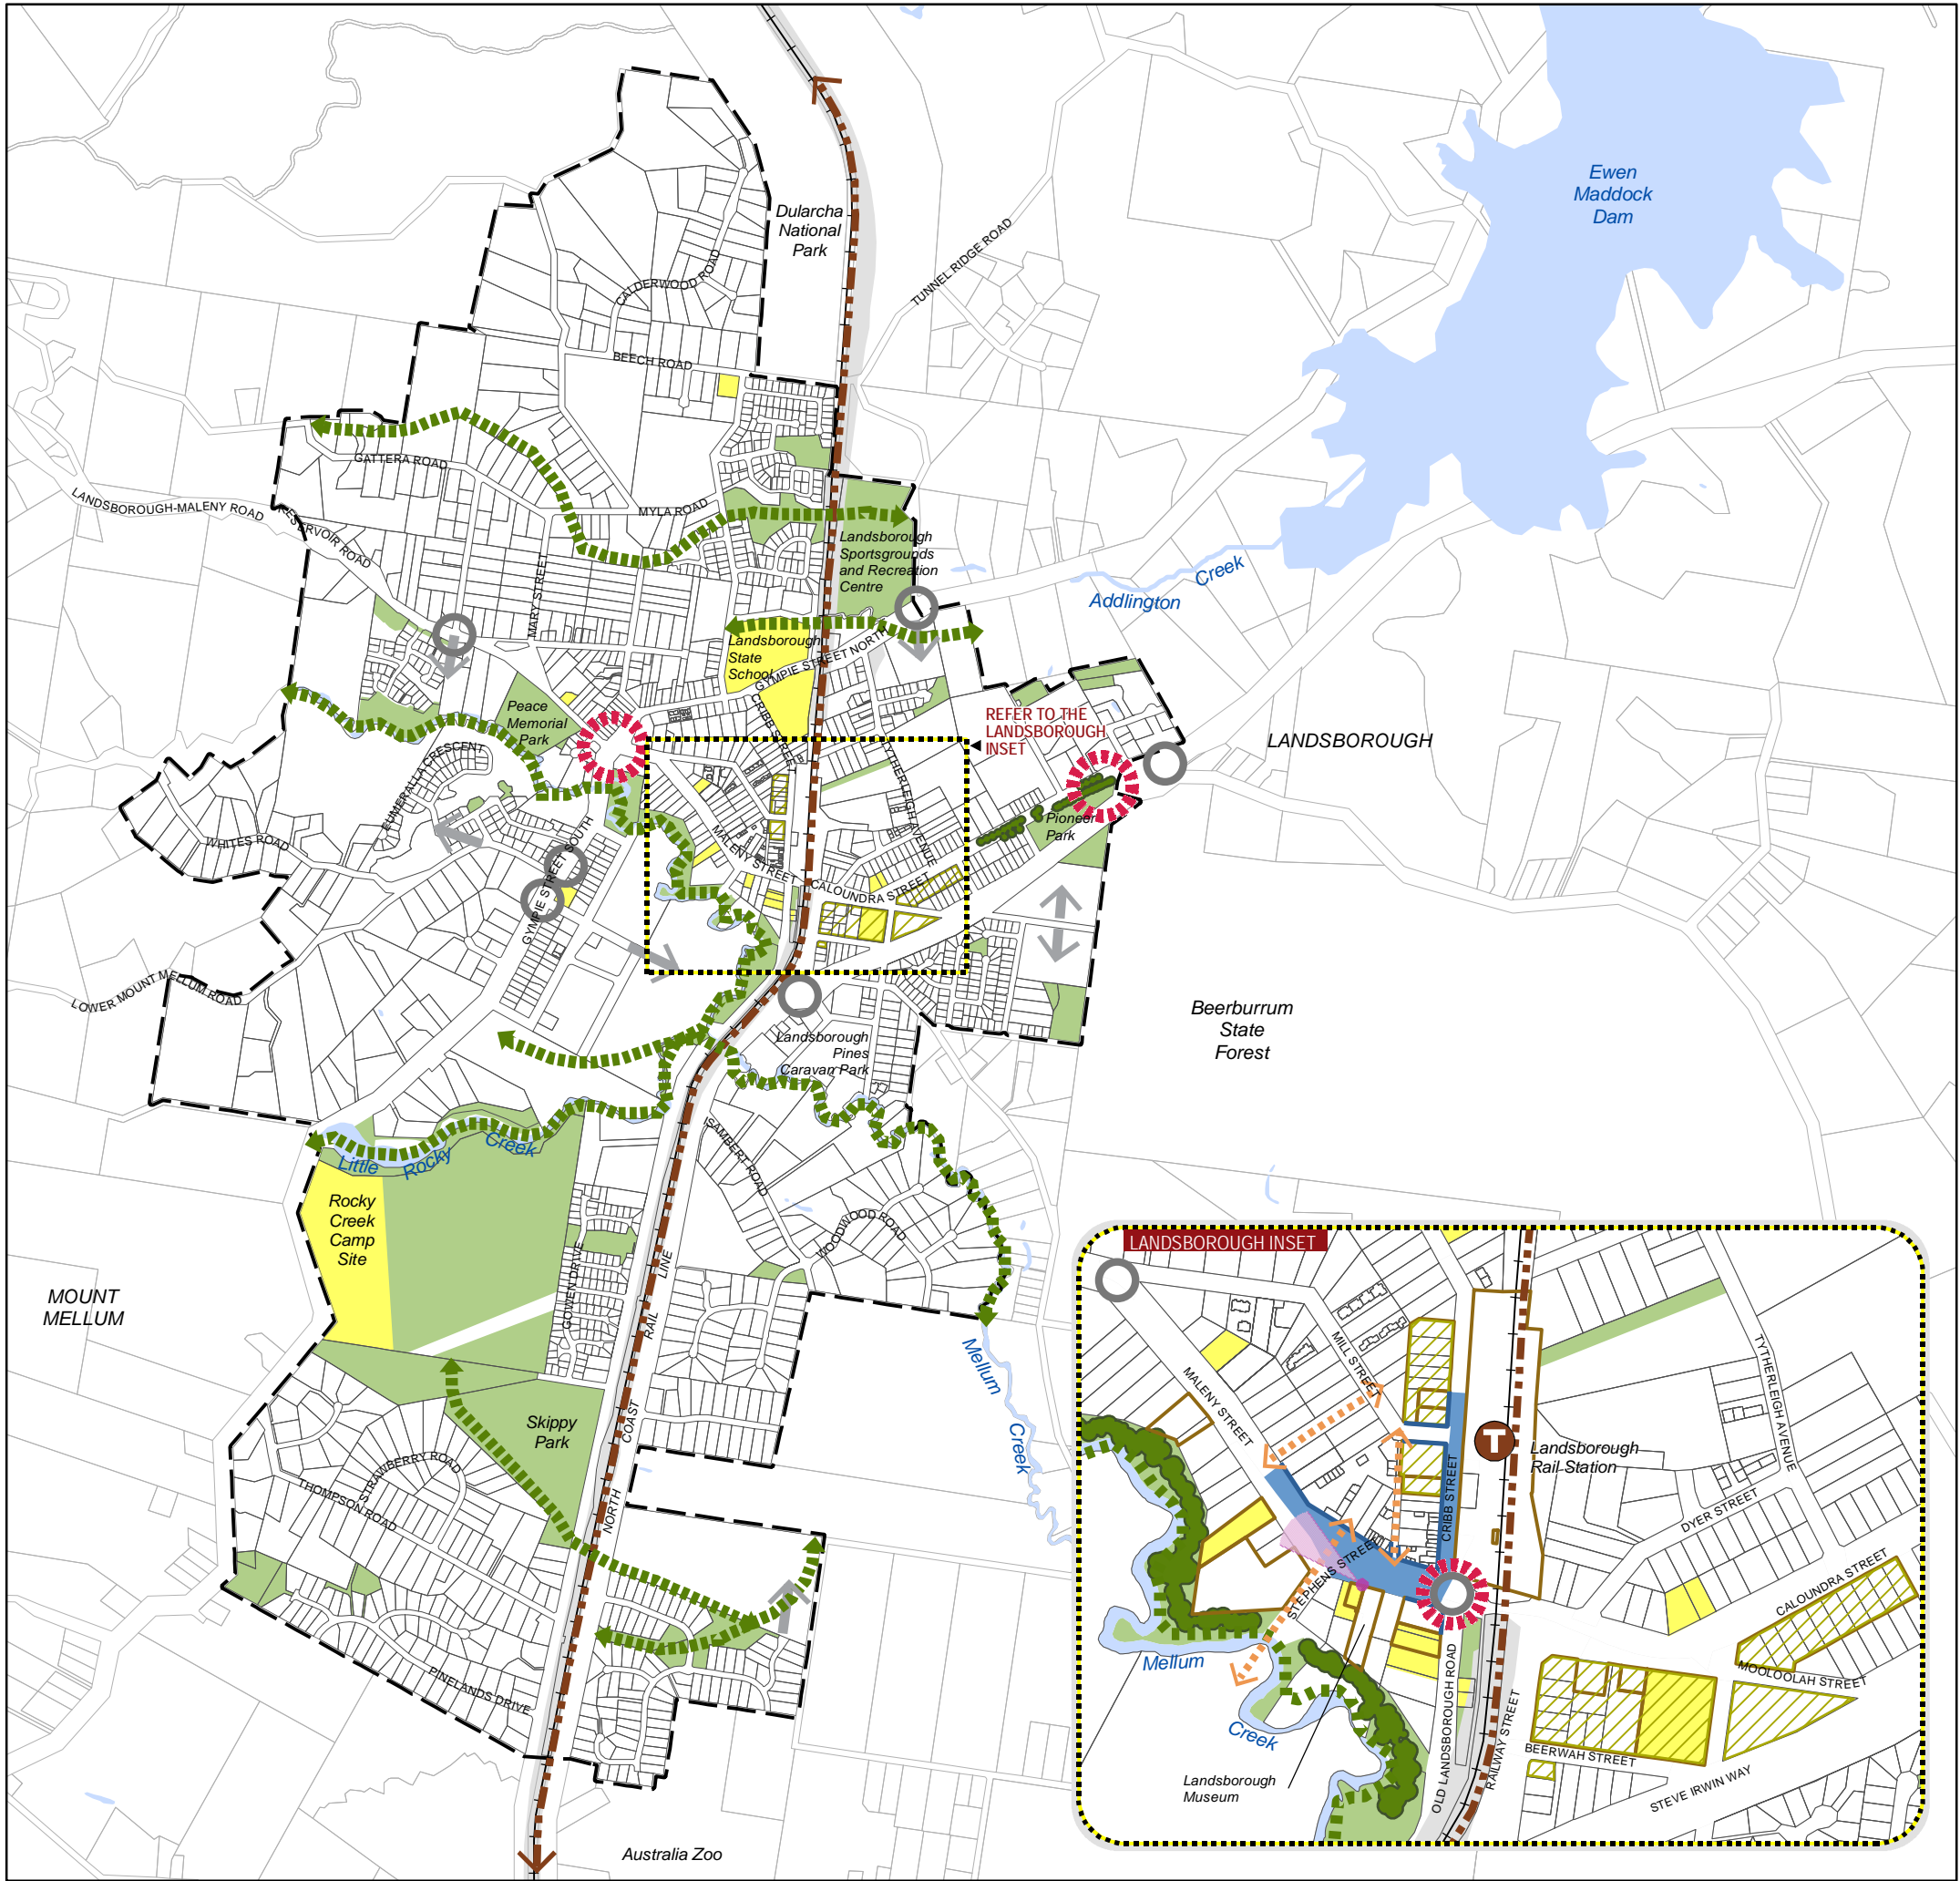 Ewen
Maddock
Dam
Dularcha
National
Park
TUNNEL RIDGE ROAD
CALDERWOOD ROAD
BEECH ROAD
GATTERA ROAD
LANDSBOROUGH-MALENY ROAD
RESERVOIR ROAD
MYLA ROAD
MARY STREET
Landsborough
Sportsgrounds
and Recreation
Centre
Addlington
Creek
Landsborough
State
School
GYMPIE STREET NORTH
CRIBB STREET
Peace
Memorial
Park
REFER TO THE
LANDSBOROUGH
INSET
LANDSBOROUGH
EUMERALLA CRESCENT
WHITES ROAD
TYTHERLEIGH AVENUE
Pioneer
Park
MALENY STREET
CALOUNDRA STREET
GYMPIE STREET SOUTH
LOWER MOUNT MELLUM ROAD
Beerburrum
State
Forest
Landsborough
Pines
Caravan Park
ISAMBERT ROAD
WOODWOOD ROAD
Little
Rocky
Creek
Rocky
Creek
Camp
Site
GOWEN DRIVE
NORTH
COAST
RAIL
LINE
MOUNT
MELLUM
Mellum
Creek
Skippy
Park
STRAWBERRY ROAD
THOMPSON ROAD
PINELANDS DRIVE
Australia Zoo
LANDSBOROUGH INSET
MILL STREET
MALENY STREET
TYTHERLEIGH AVENUE
T
Landsborough
Rail Station
CRIBB STREET
DYER STREET
STEPHENS STREET
CALOUNDRA STREET
MOOLOOLAH STREET
Mellum
Creek
OLD LANDSBOROUGH ROAD
RAILWAY STREET
BEERWAH STREET
STEVE IRWIN WAY
Landsborough
Museum